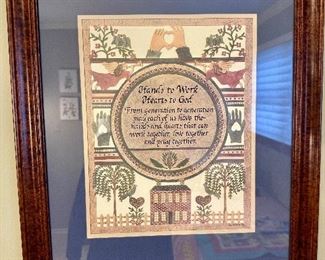 Hands to Work
Hearts to God
From generation to generation
may each of us have the
hands and hearts that can
work together, love together
and pray together.